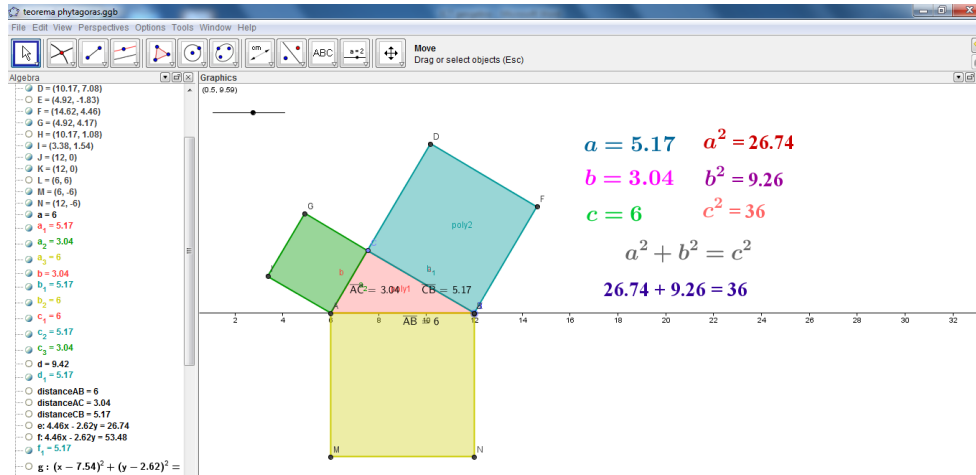 teorema phytagoras.ggb
File Edit View Perspectives Options Tools Window Help
ABC
a=2
Move
Drag or select objects (Esc)
Algebra
Graphics
D = (10.17, 7.08)
E = (4.92, -1.83)
F = (14.62, 4.46)
G = (4.92, 4.17)
H = (10.17, 1.08)
I = (3.38, 1.54)
J = (12, 0)
K = (12, 0)
L = (6, 6)
M = (6, -6)
N = (12, -6)
a = 6
a₁ = 5.17
a₂ = 3.04
a₃ = 6
b = 3.04
b₁ = 5.17
b₂ = 6
c₁ = 6
c₂ = 5.17
c₃ = 3.04
d = 9.42
d₁ = 5.17
distanceAB = 6
distanceAC = 3.04
distanceCB = 5.17
e: 4.46x - 2.62y = 26.74
f: 4.46x - 2.62y = 53.48
f₁ = 5.17
g : (x − 7.54)² + (y − 2.62)² =
(0.5, 9.59)
D
F
G
poly2
b
b₁
AC = 3.04
CB = 5.17
A
AB = 6
2 4 6 8 10 12 14 16 18 20 22 24 26 28 30 32
M
N
a = 5.17 a² = 26.74
b = 3.04 b² = 9.26
c = 6 c² = 36
a² + b² = c²
26.74 + 9.26 = 36